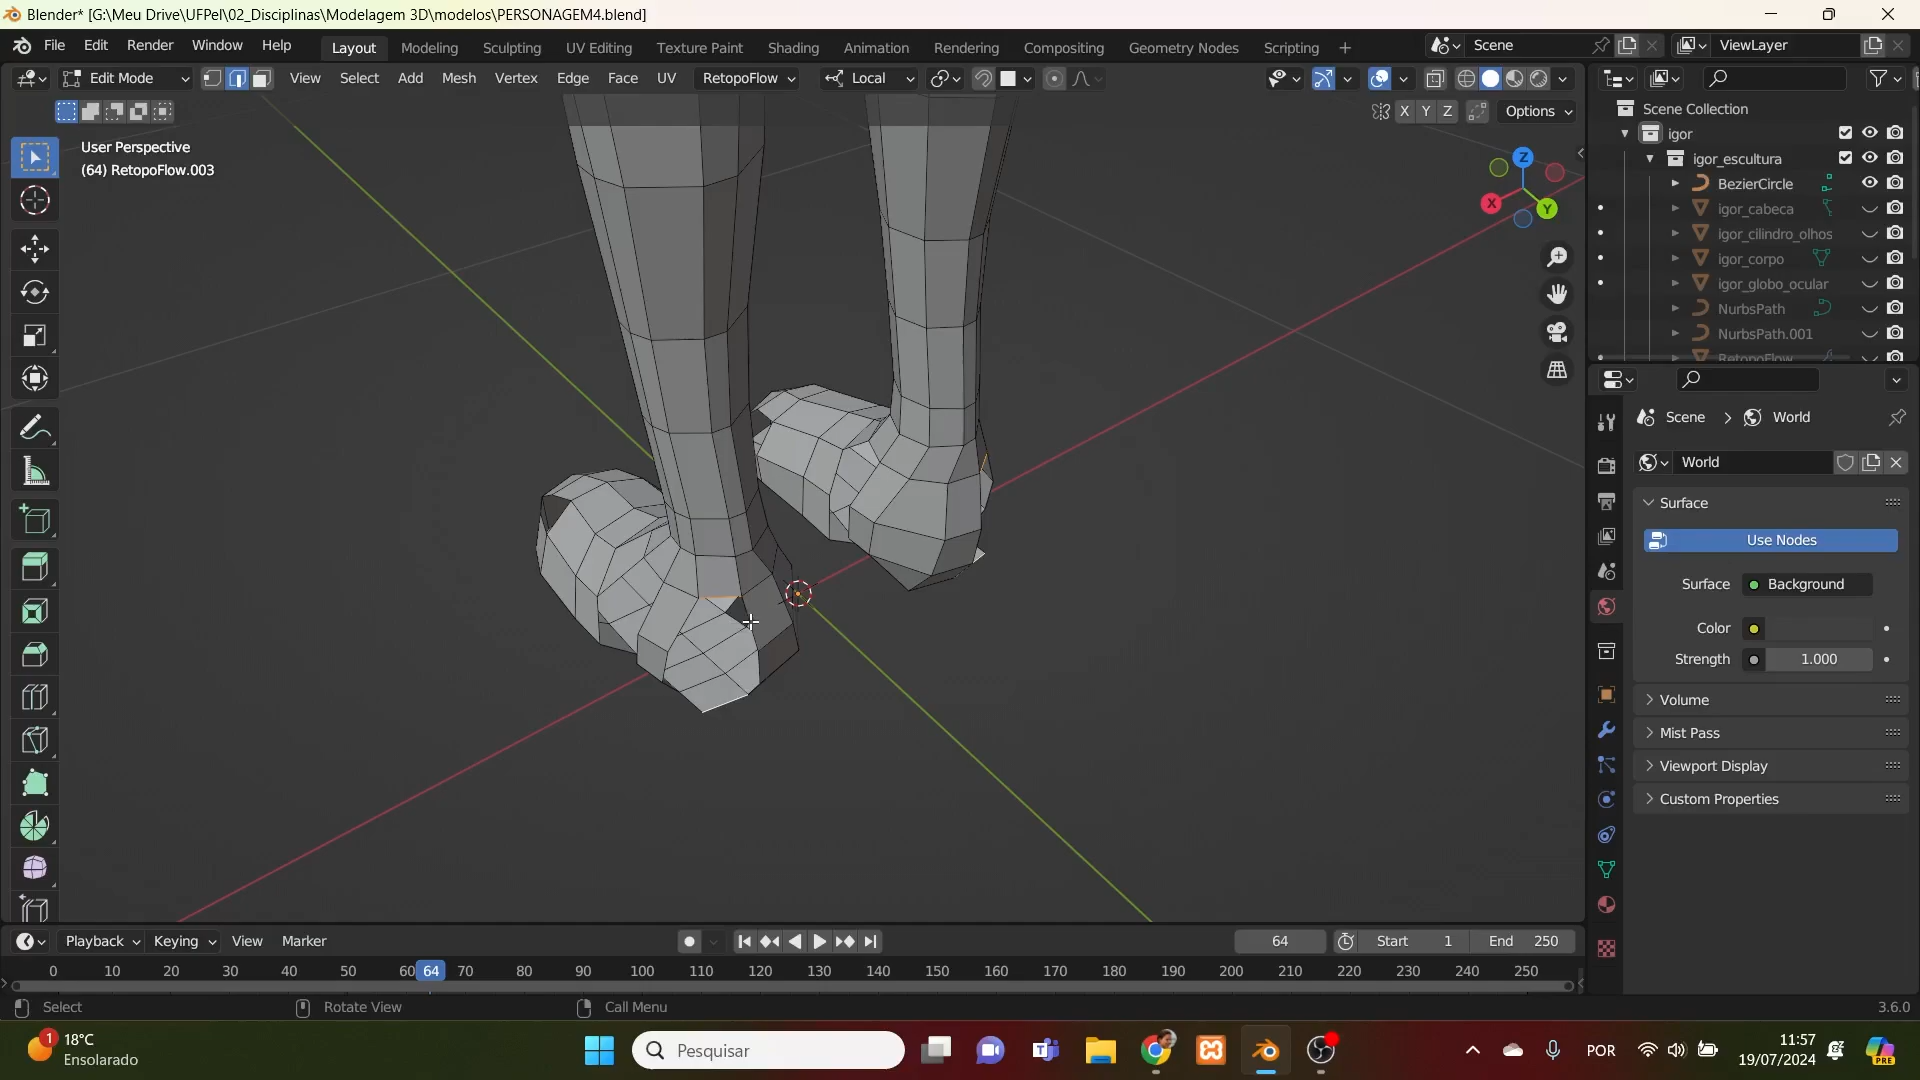 Blender* [G:\Meu Drive\UFPel\02_Disciplinas\Modelagem 3D\modelos\PERSONAGEM4.blend]
File Edit Render Window Help
Layout Modeling Sculpting UV Editing Texture Paint Shading Animation Rendering Compositing Geometry Nodes Scripting +
Scene
ViewLayer
Edit Mode
View Select Add Mesh Vertex Edge Face UV RetopoFlow
Local
X Y Z Options
User Perspective
(64) RetopoFlow.003
Z
X
Y
Scene Collection
igor
igor_escultura
BezierCircle
igor_cabeca
igor_cilindro_olhos
igor_corpo
igor_globo_ocular
NurbsPath
NurbsPath.001
RetopoFlow
Scene > World
World
Surface
Use Nodes
Surface Background
Color
Strength 1.000
Volume
Mist Pass
Viewport Display
Custom Properties
Playback Keying View Marker
64 Start 1 End 250
0 10 20 30 40 50 60 64 70 80 90 100 110 120 130 140 150 160 170 180 190 200 210 220 230 240 250
Select Rotate View Call Menu
3.6.0
1
18°C
Ensolarado
Pesquisar
POR
11:57
19/07/2024
PRE